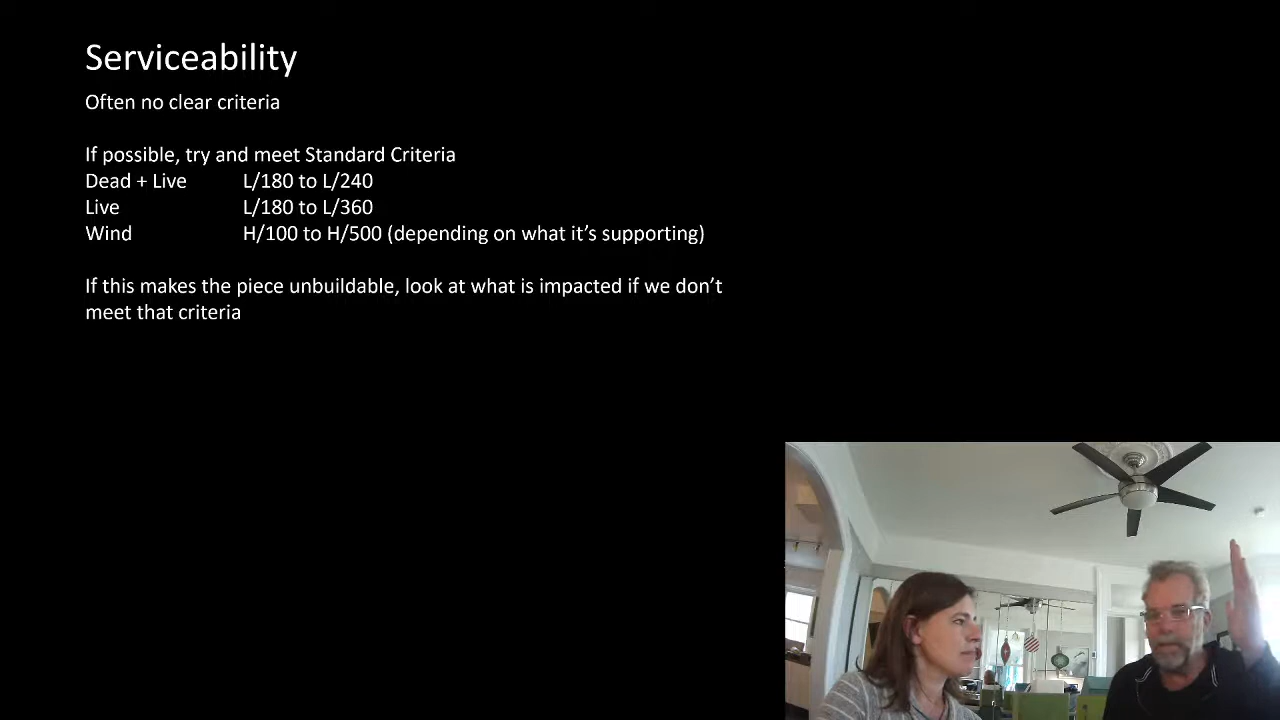 Serviceability
Often no clear criteria
If possible, try and meet Standard Criteria
Dead + Live L/180 to L/240
Live L/180 to L/360
Wind H/100 to H/500 (depending on what it's supporting)
If this makes the piece unbuildable, look at what is impacted if we don't
meet that criteria